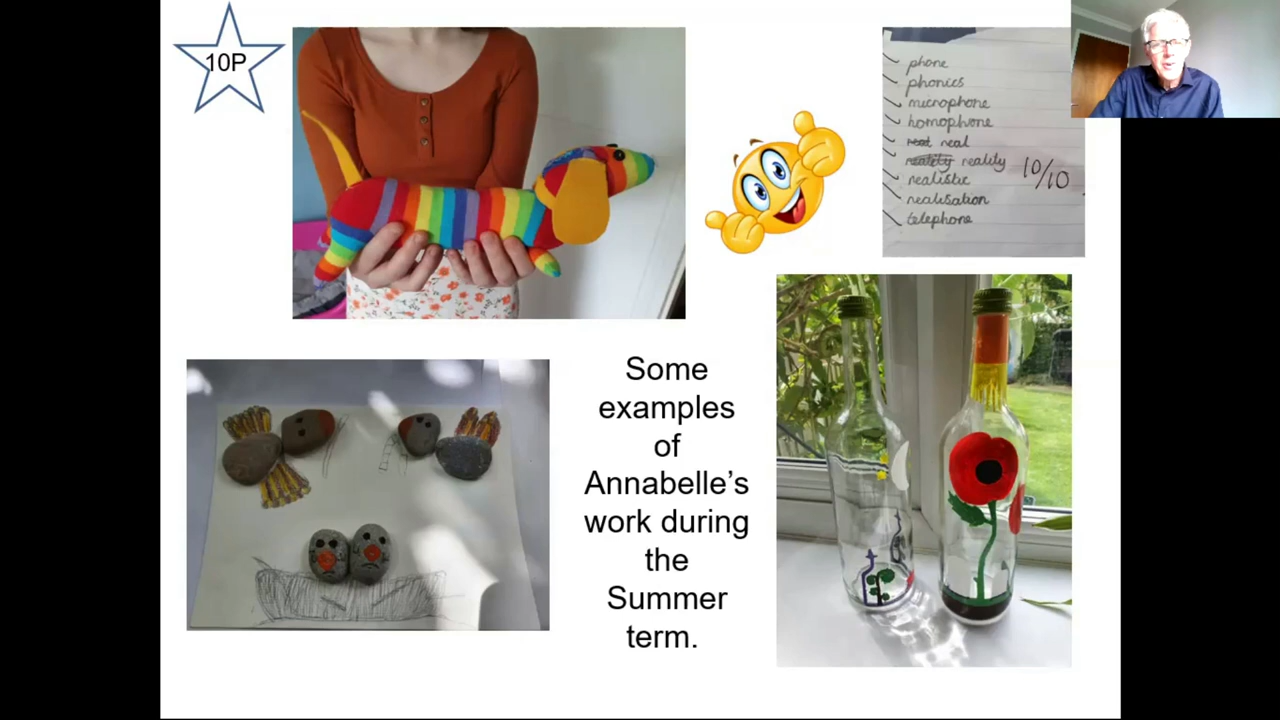 10P
phone
phonics
microphone
homophone
real real
reality reality
realistic
realisation
telephone
10/10
Some
examples
of
Annabelle's
work during
the
Summer
term.